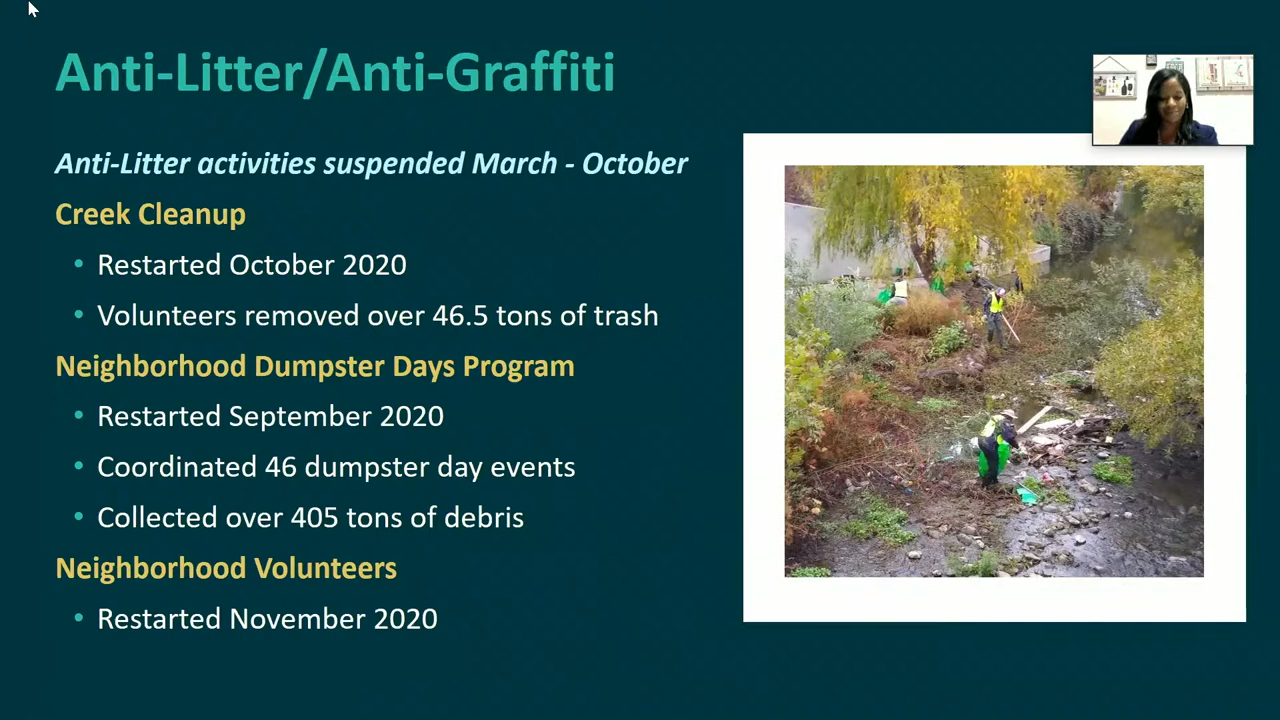 Anti-Litter/Anti-Graffiti
Anti-Litter activities suspended March - October
Creek Cleanup
• Restarted October 2020
• Volunteers removed over 46.5 tons of trash
Neighborhood Dumpster Days Program
• Restarted September 2020
• Coordinated 46 dumpster day events
• Collected over 405 tons of debris
Neighborhood Volunteers
• Restarted November 2020